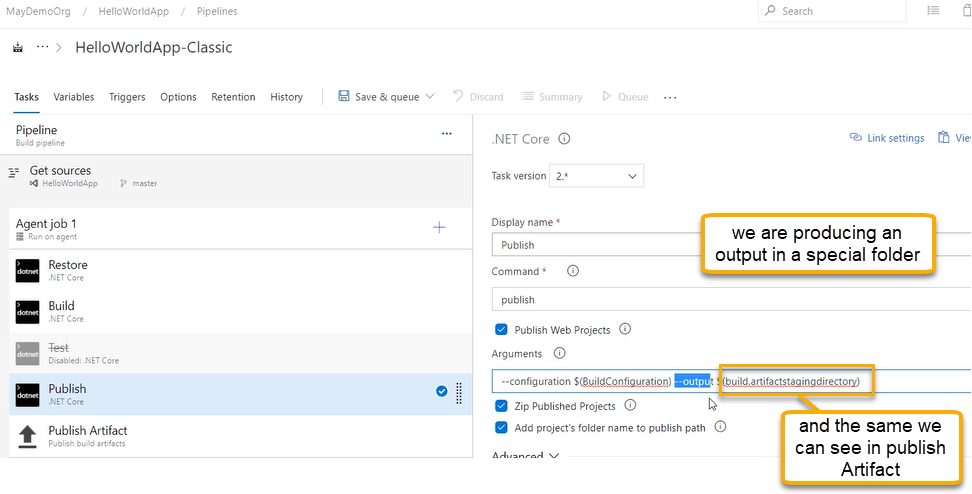 MayDemoOrg / HelloWorldApp / Pipelines
Search
··· > HelloWorldApp-Classic
Tasks Variables Triggers Options Retention History Save & queue Discard Summary Queue ···
Pipeline
Build pipeline
Get sources
HelloWorldApp master
Agent job 1
Run on agent
dotnet
Restore
.NET Core
dotnet
Build
.NET Core
dotnet
Test
Disabled: .NET Core
dotnet
Publish
.NET Core
Publish Artifact
Publish build artifacts
.NET Core
Link settings
Task version 2.*
Display name *
Publish
Command *
publish
Publish Web Projects
Arguments
--configuration $(BuildConfiguration) --output $(build.artifactstagingdirectory)
Zip Published Projects
Add project's folder name to publish path
Advanced
we are producing an
output in a special folder
and the same we
can see in publish
Artifact